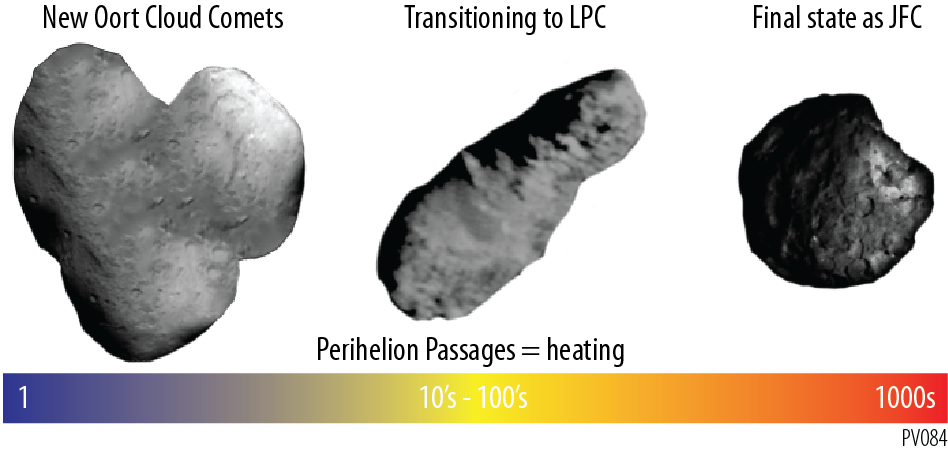 New Oort Cloud Comets
Transitioning to LPC
Final state as JFC
Perihelion Passages = heating
1
10's - 100's
1000s
PV084